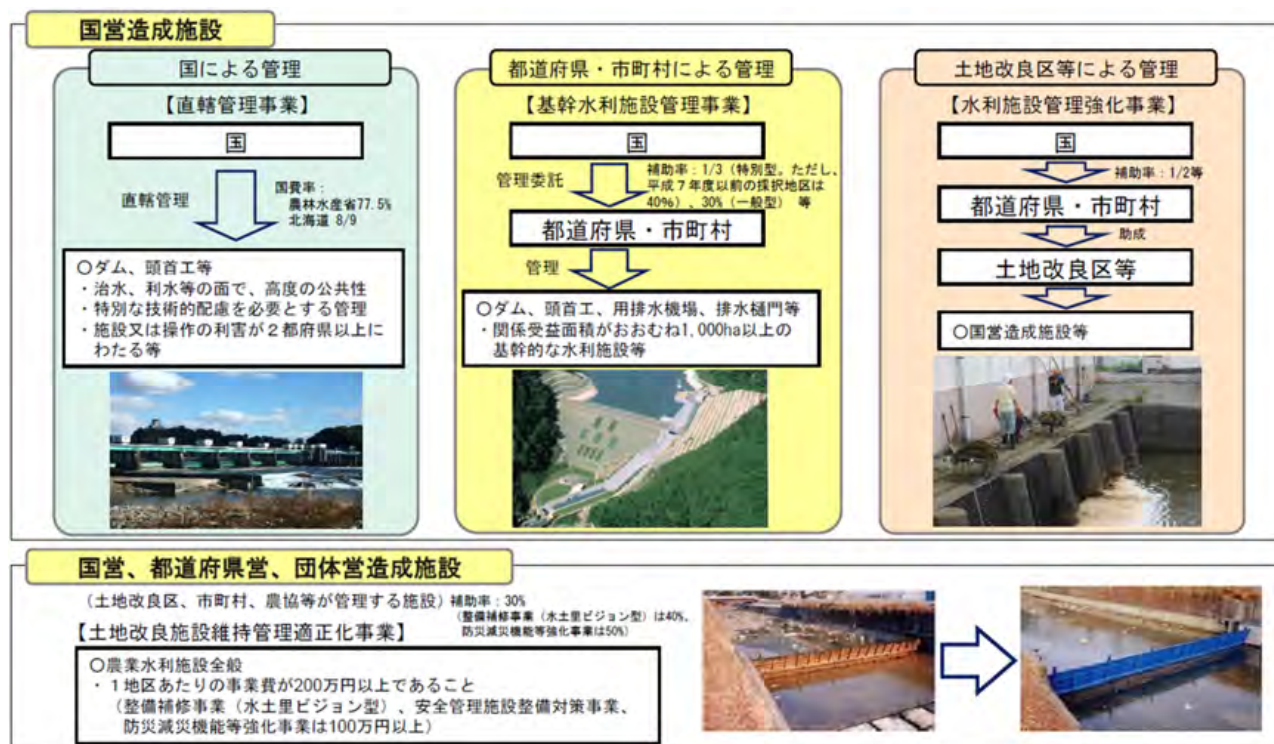 国営造成施設
国による管理
【直轄管理事業】
国
直轄管理
国費率：
農林水産省77.5%
北海道 8/9
○ダム、頭首工等
・治水、利水等の面で、高度の公共性
・特別な技術的配慮を必要とする管理
・施設又は操作の利害が２都府県以上に
わたる等
都道府県・市町村による管理
【基幹水利施設管理事業】
国
管理委託
補助率：1/3（特別型。ただし、
平成７年度以前の採択地区は
40%）、30%（一般型） 等
都道府県・市町村
管理
○ダム、頭首工、用排水機場、排水樋門等
・関係受益面積がおおむね1,000ha以上の
基幹的な水利施設等
土地改良区等による管理
【水利施設管理強化事業】
国
補助率：1/2等
都道府県・市町村
助成
土地改良区等
○国営造成施設等
国営、都道府県営、団体営造成施設
（土地改良区、市町村、農協等が管理する施設）
補助率：30%
（整備補修事業（水土里ビジョン型）は40%、
防災減災機能等強化事業は50%）
【土地改良施設維持管理適正化事業】
○農業水利施設全般
・１地区あたりの事業費が200万円以上であること
（整備補修事業（水土里ビジョン型）、安全管理施設整備対策事業、
防災減災機能等強化事業は100万円以上）